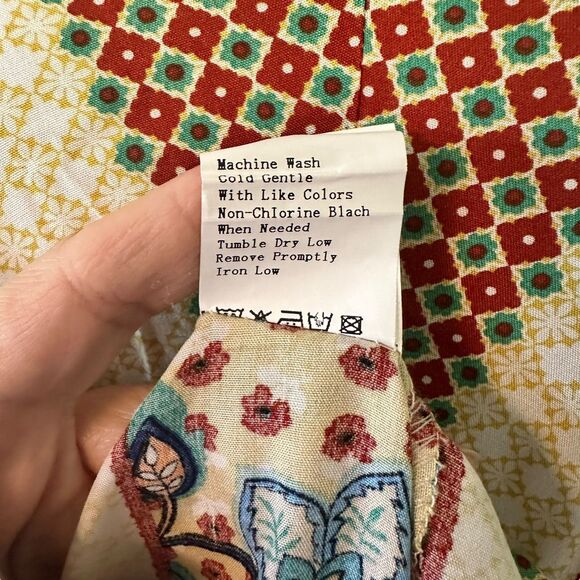 Machine Wash
Cold Gentle
With Like Colors
Non-Chlorine Blach
When Needed
Tumble Dry Low
Remove Promptly
Iron Low